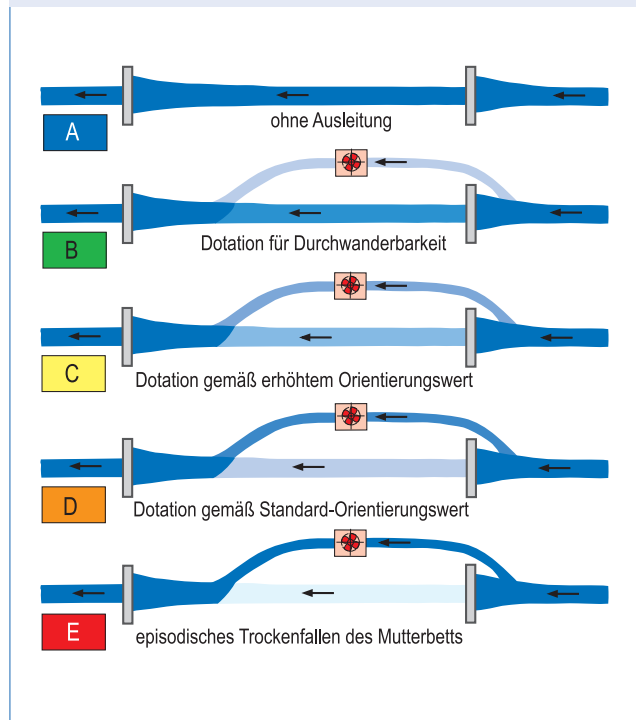 ohne Ausleitung
A
Dotation für Durchwanderbarkeit
B
Dotation gemäß erhöhtem Orientierungswert
C
Dotation gemäß Standard-Orientierungswert
D
episodisches Trockenfallen des Mutterbetts
E